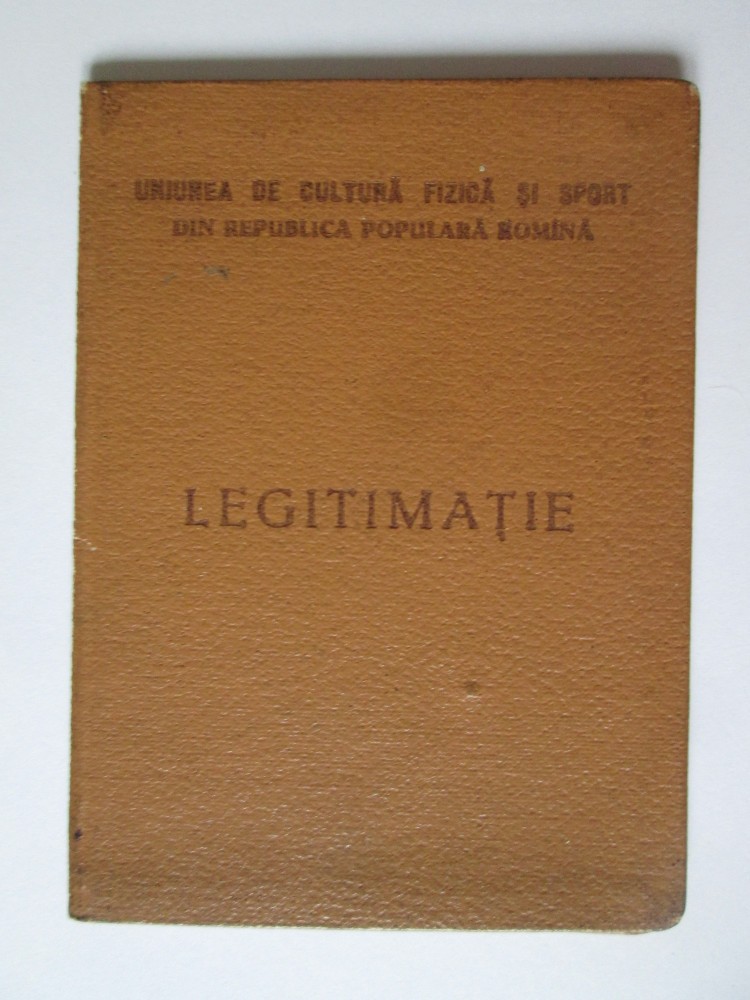 UNIUNEA DE CULTURĂ FIZICĂ ȘI SPORT
DIN REPUBLICA POPULARĂ ROMÎNĂ
LEGITIMAȚIE